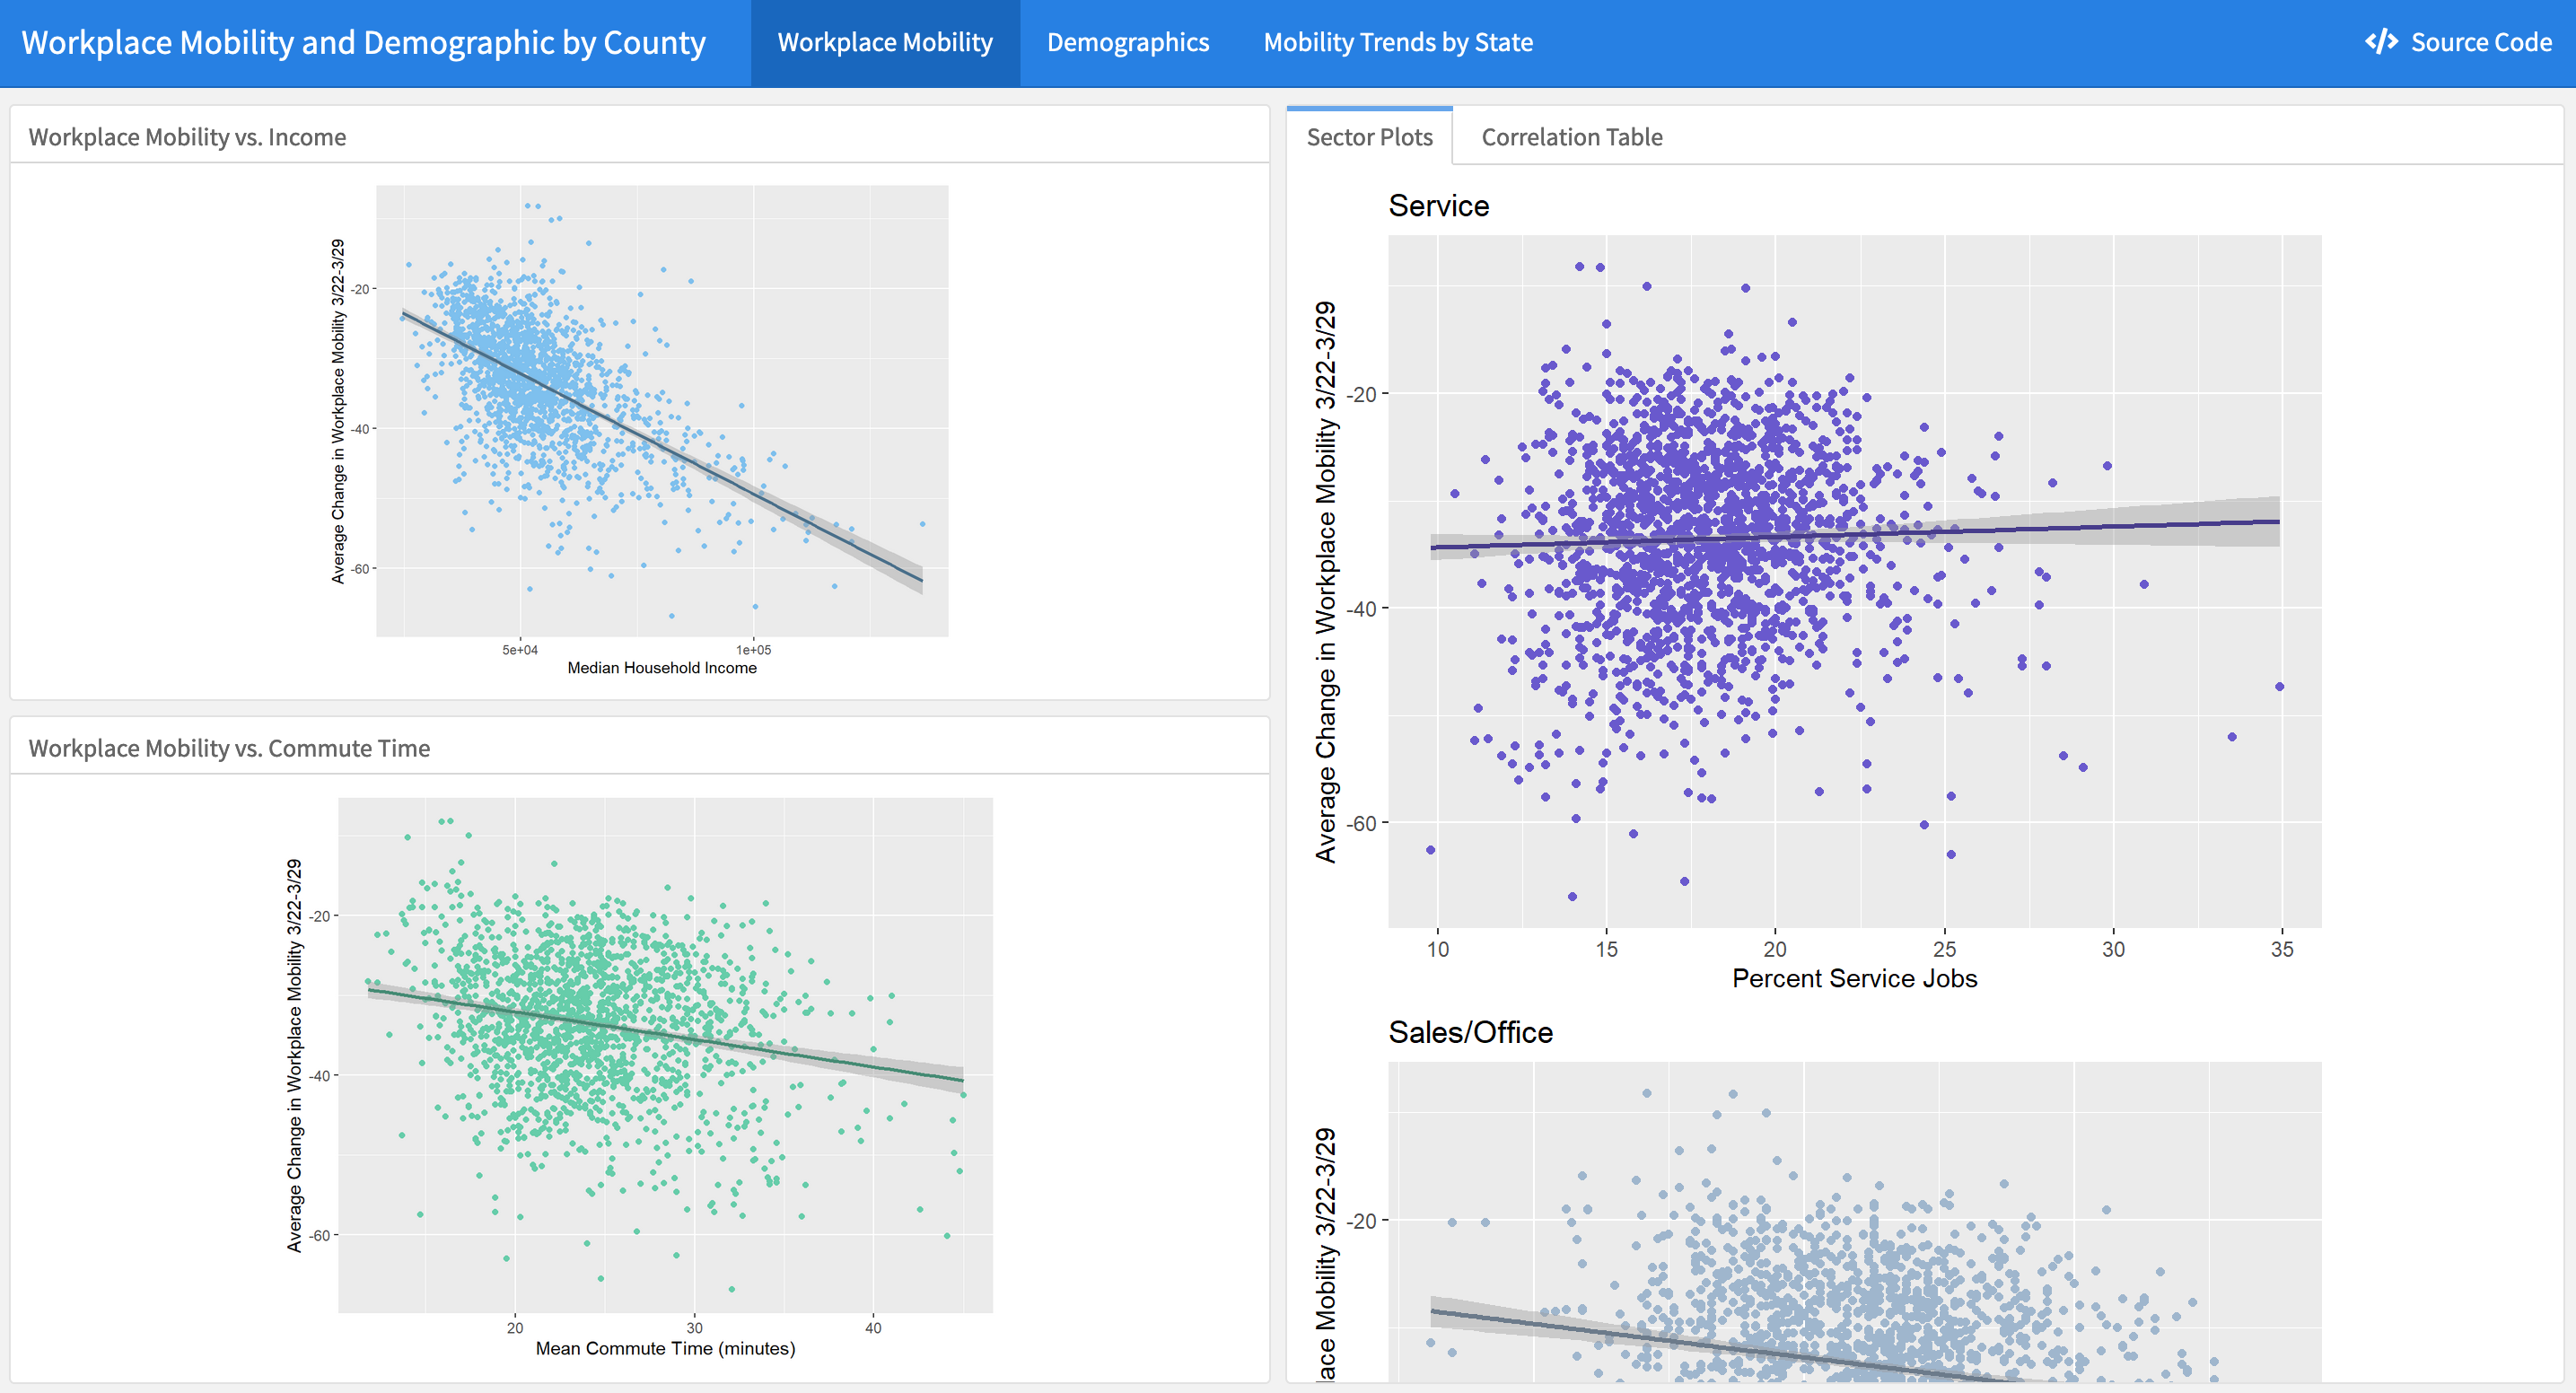 Workplace Mobility and Demographic by County
Workplace Mobility
Demographics
Mobility Trends by State
Source Code
Workplace Mobility vs. Income
Average Change in Workplace Mobility 3/22-3/29
-20
-40
-60
5e+04
1e+05
Median Household Income
Workplace Mobility vs. Commute Time
Average Change in Workplace Mobility 3/22-3/29
-20
-40
-60
20
30
40
Mean Commute Time (minutes)
Sector Plots
Correlation Table
Service
Average Change in Workplace Mobility 3/22-3/29
-20
-40
-60
10
15
20
25
30
35
Percent Service Jobs
Sales/Office
lace Mobility 3/22-3/29
-20